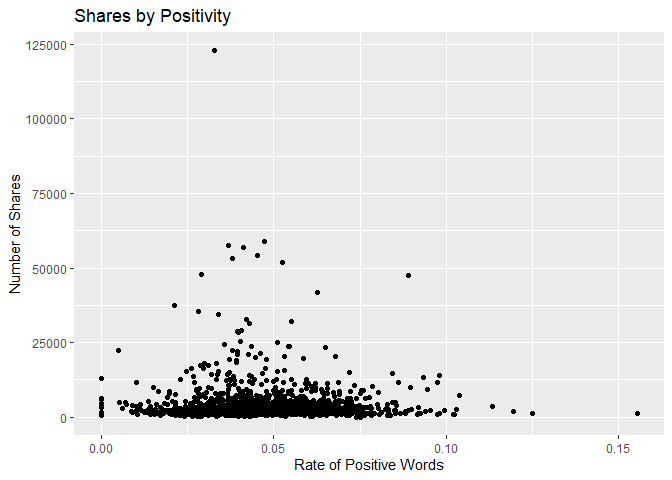 Shares by Positivity
125000
100000
75000
50000
25000
0
Number of Shares
0.00 0.05 0.10 0.15
Rate of Positive Words